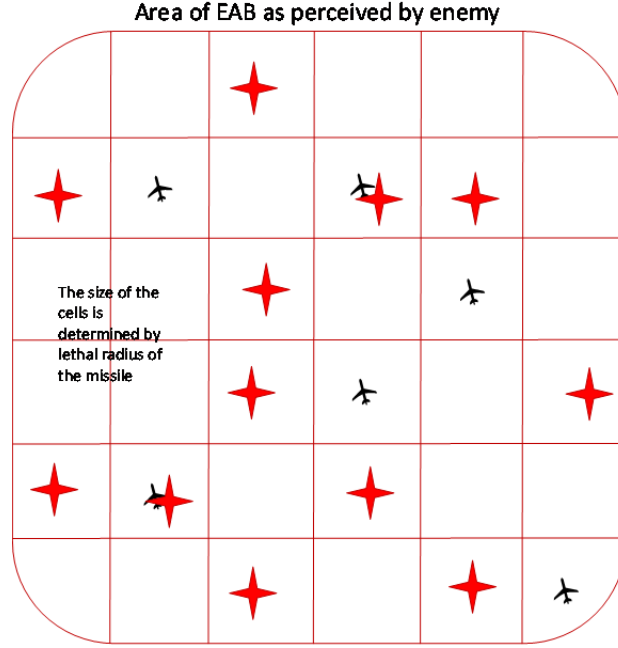 Area of EAB as perceived by enemy
The size of the
cells is
determined by
lethal radius of
the missile